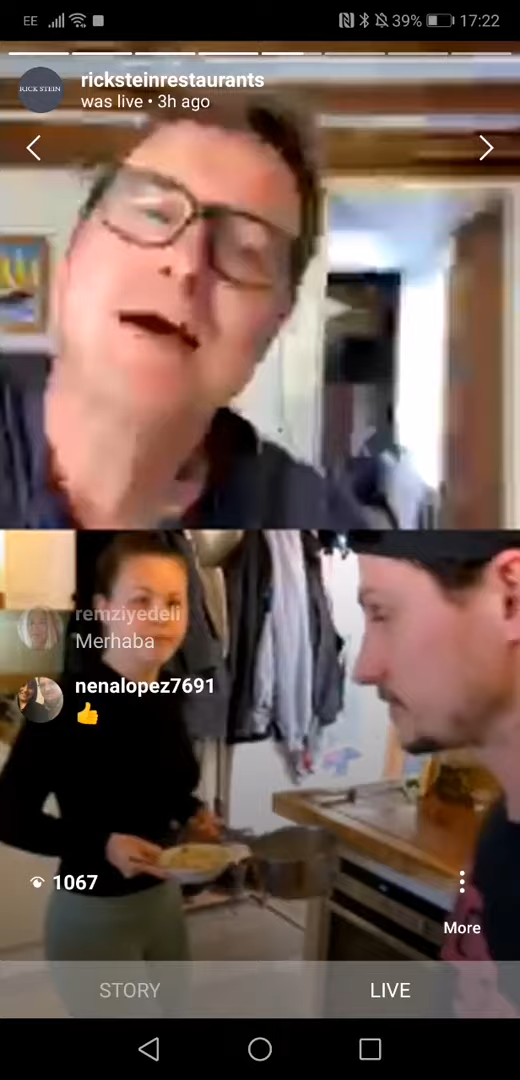 EE 39% 17:22
RICK STEIN
ricksteinrestaurants
was live • 3h ago
remziyedeli
Merhaba
nenalopez7691
👍
1067
More
STORY LIVE